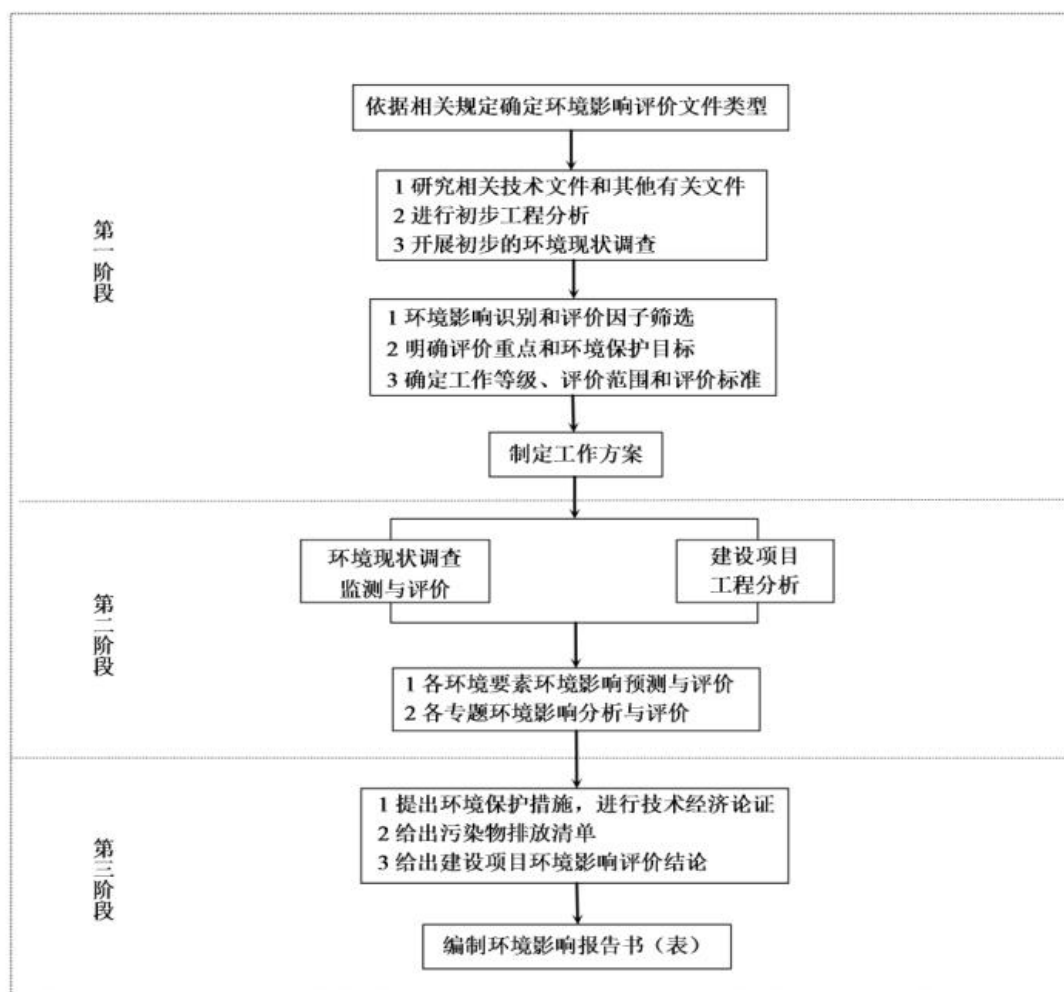 依据相关规定确定环境影响评价文件类型
1 研究相关技术文件和其他有关文件
2 进行初步工程分析
3 开展初步的环境现状调查
第一阶段
1 环境影响识别和评价因子筛选
2 明确评价重点和环境保护目标
3 确定工作等级、评价范围和评价标准
制定工作方案
环境现状调查
监测与评价
建设项目
工程分析
第二阶段
1 各环境要素环境影响预测与评价
2 各专题环境影响分析与评价
1 提出环境保护措施，进行技术经济论证
2 给出污染物排放清单
3 给出建设项目环境影响评价结论
第三阶段
编制环境影响报告书（表）